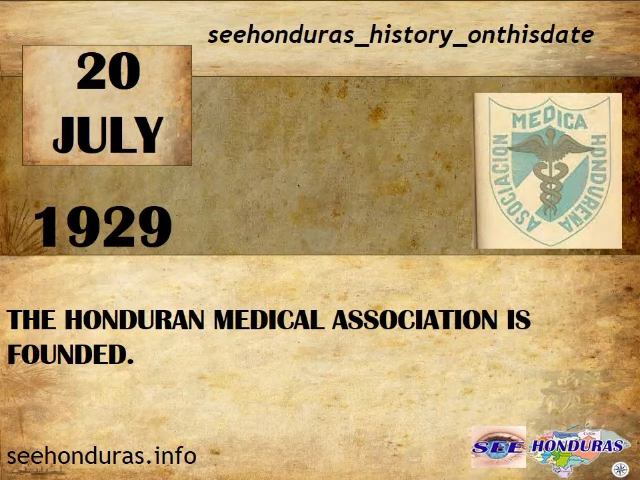 seehonduras_history_onthisdate
20
JULY
1929
ASOCIACION MEDICA HONDUREÑA
THE HONDURAN MEDICAL ASSOCIATION IS
FOUNDED.
seehonduras.info
SEE HONDURAS